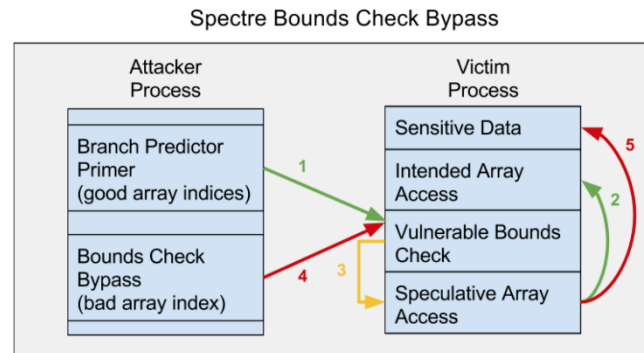 Spectre Bounds Check Bypass
Attacker
Process
Victim
Process
Branch Predictor
Primer
(good array indices)
Bounds Check
Bypass
(bad array index)
Sensitive Data
Intended Array
Access
Vulnerable Bounds
Check
Speculative Array
Access
1
2
3
4
5